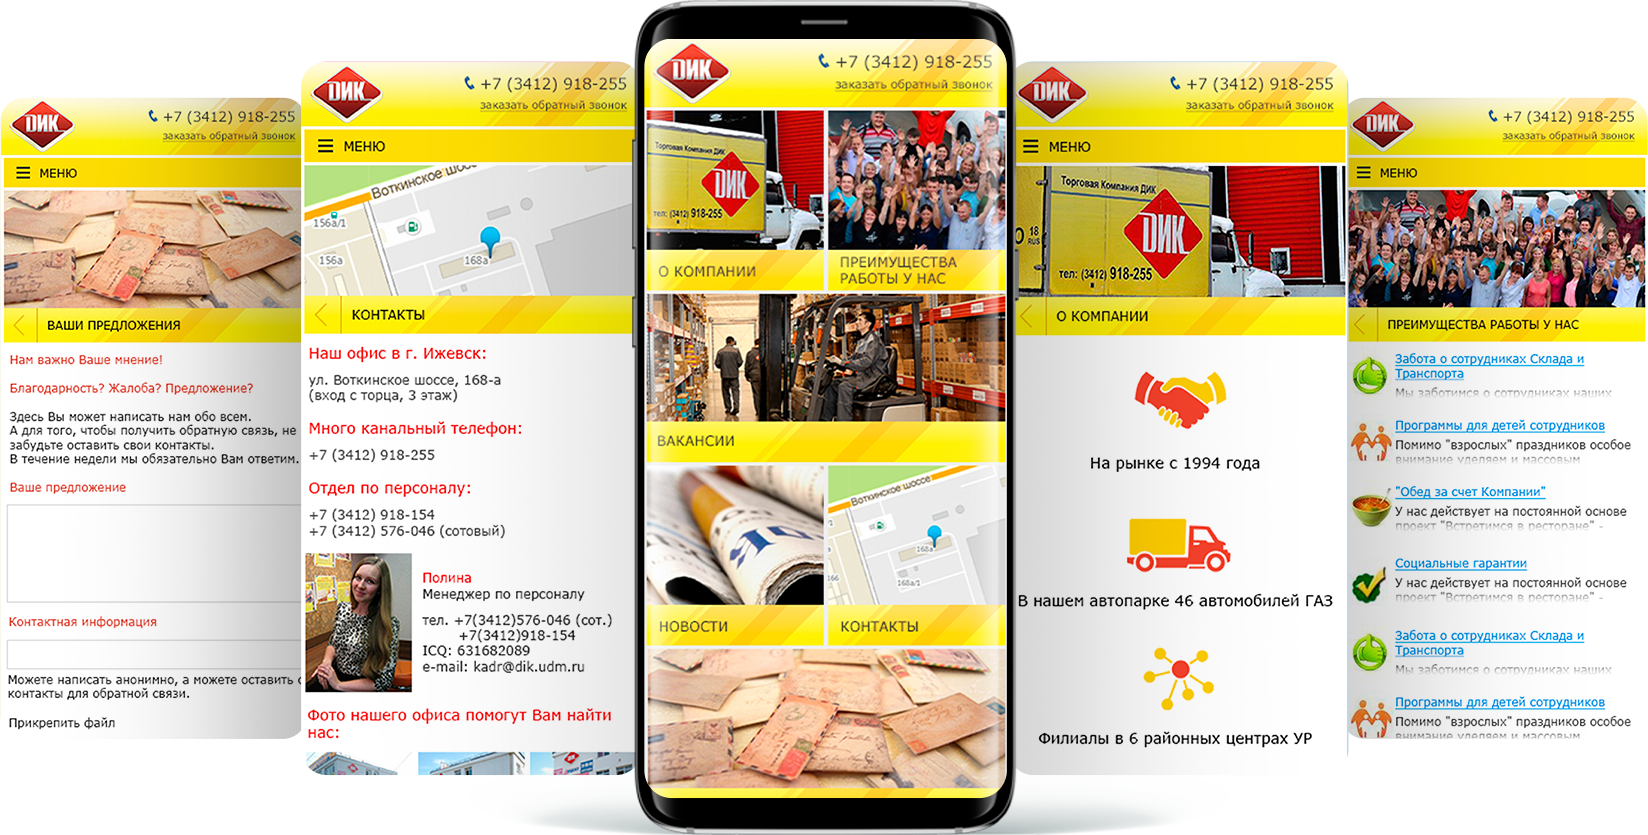 ДИК
+7 (3412) 918-255
заказать обратный звонок
МЕНЮ
ВАШИ ПРЕДЛОЖЕНИЯ
Нам важно Ваше мнение!
Благодарность? Жалоба? Предложение?
Здесь Вы может написать нам обо всем.
А для того, чтобы получить обратную связь, не
забудьте оставить свои контакты.
В течение недели мы обязательно Вам ответим.
Ваше предложение
Контактная информация
Можете написать анонимно, а можете оставить с
контакты для обратной связи.
Прикрепить файл
ДИК
+7 (3412) 918-255
заказать обратный звонок
МЕНЮ
Воткинское шос
156а/1
156а
168а
КОНТАКТЫ
Наш офис в г. Ижевск:
ул. Воткинское шоссе, 168-а
(вход с торца, 3 этаж)
Много канальный телефон:
+7 (3412) 918-255
Отдел по персоналу:
+7 (3412) 918-154
+7 (3412) 576-046 (сотовый)
Полина
Менеджер по персоналу
тел. +7(3412)576-046 (сот.)
+7(3412)918-154
ICQ: 631682089
e-mail: kadr@dik.udm.ru
Фото нашего офиса помогут Вам найти
нас:
ДИК
+7 (3412) 918-255
заказать обратный звонок
Торговая Компания ДИК
ДИК
тел: (3412) 918-255
О КОМПАНИИ
ПРЕИМУЩЕСТВА
РАБОТЫ У НАС
ВАКАНСИИ
Воткинское шоссе
168а
166
168а/1
НОВОСТИ
КОНТАКТЫ
ДИК
+7 (3412) 918-255
заказать обратный звонок
МЕНЮ
Торговая Компания ДИК
ДИК
О 18
RUS
тел: (3412) 918-255
О КОМПАНИИ
На рынке с 1994 года
В нашем автопарке 46 автомобилей ГАЗ
Филиалы в 6 районных центрах УР
ДИК
+7 (3412) 918-255
заказать обратный звонок
МЕНЮ
ПРЕИМУЩЕСТВА РАБОТЫ У НАС
Забота о сотрудниках Склада и
Транспорта
Мы заботимся о сотрудниках наших
Программы для детей сотрудников
Помимо "взрослых" праздников особое
внимание уделяем и массовым
"Обед за счет Компании"
У нас действует на постоянной основе
проект "Встретимся в ресторане" -
Социальные гарантии
У нас действует на постоянной основе
проект "Встретимся в ресторане" -
Забота о сотрудниках Склада и
Транспорта
Мы заботимся о сотрудниках наших
Программы для детей сотрудников
Помимо "взрослых" праздников особое
внимание уделяем и массовым